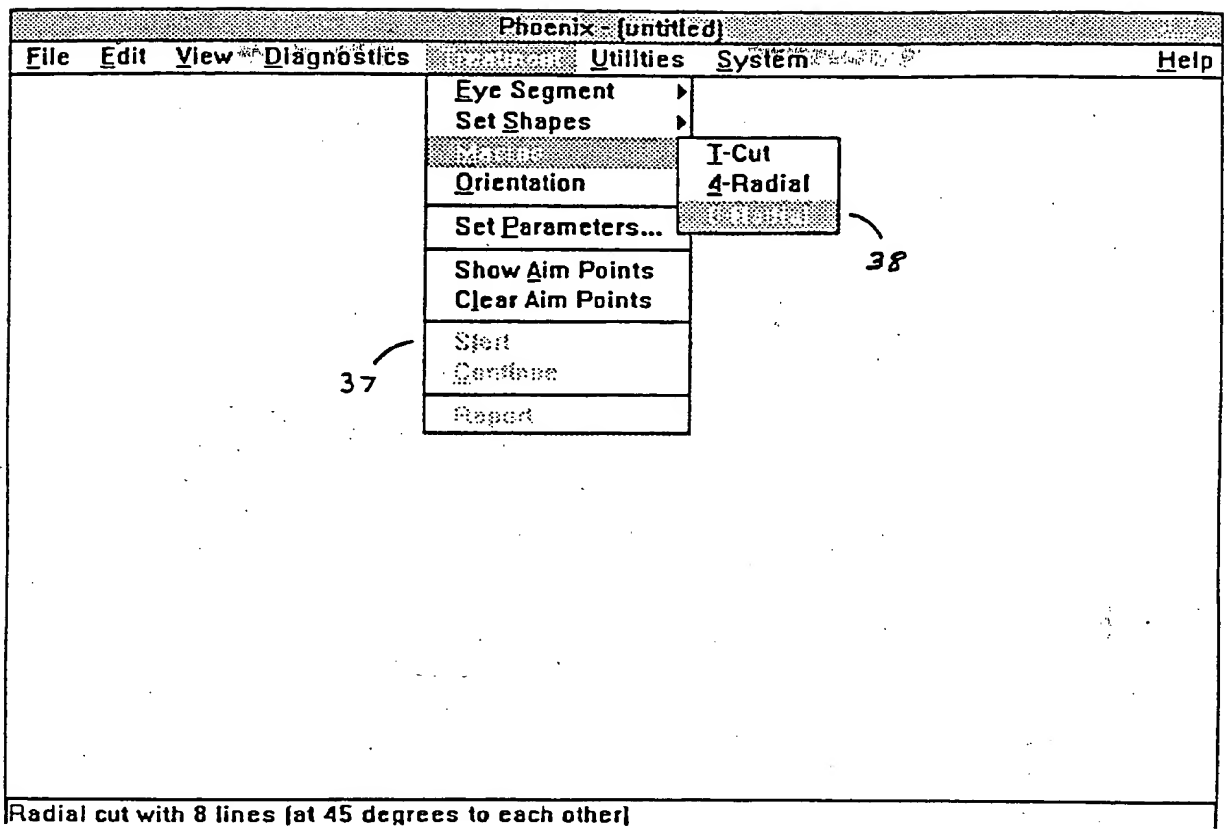 Phoenix - [untitled]
File Edit View Diagnostics Utilities System Help
Eye Segment
Set Shapes
Orientation
Set Parameters...
Show Aim Points
Clear Aim Points
Start
Continue
Report
T-Cut
4-Radial
8-Radial
38
37
Radial cut with 8 lines [at 45 degrees to each other]